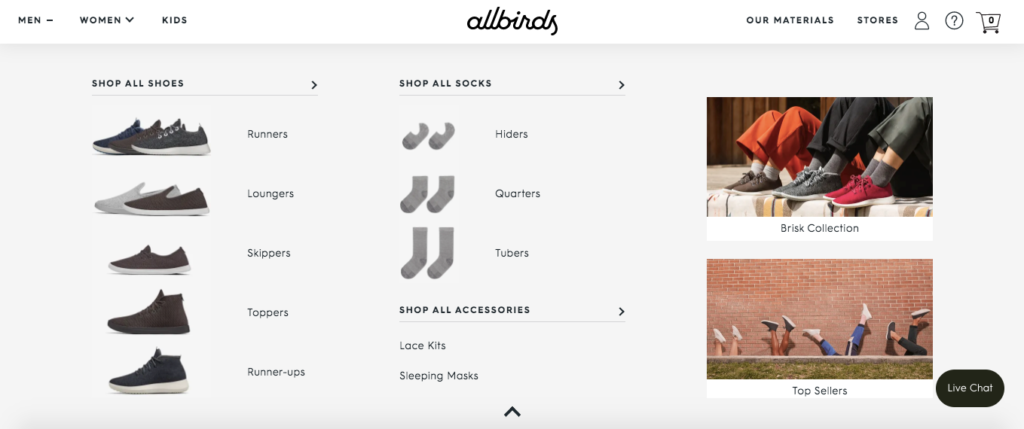 MEN
WOMEN
KIDS
allbirds
OUR MATERIALS
STORES
?
0
SHOP ALL SHOES
Runners
Loungers
Skippers
Toppers
Runner-ups
SHOP ALL SOCKS
Hiders
Quarters
Tubers
SHOP ALL ACCESSORIES
Lace Kits
Sleeping Masks
Brisk Collection
Top Sellers
Live Chat